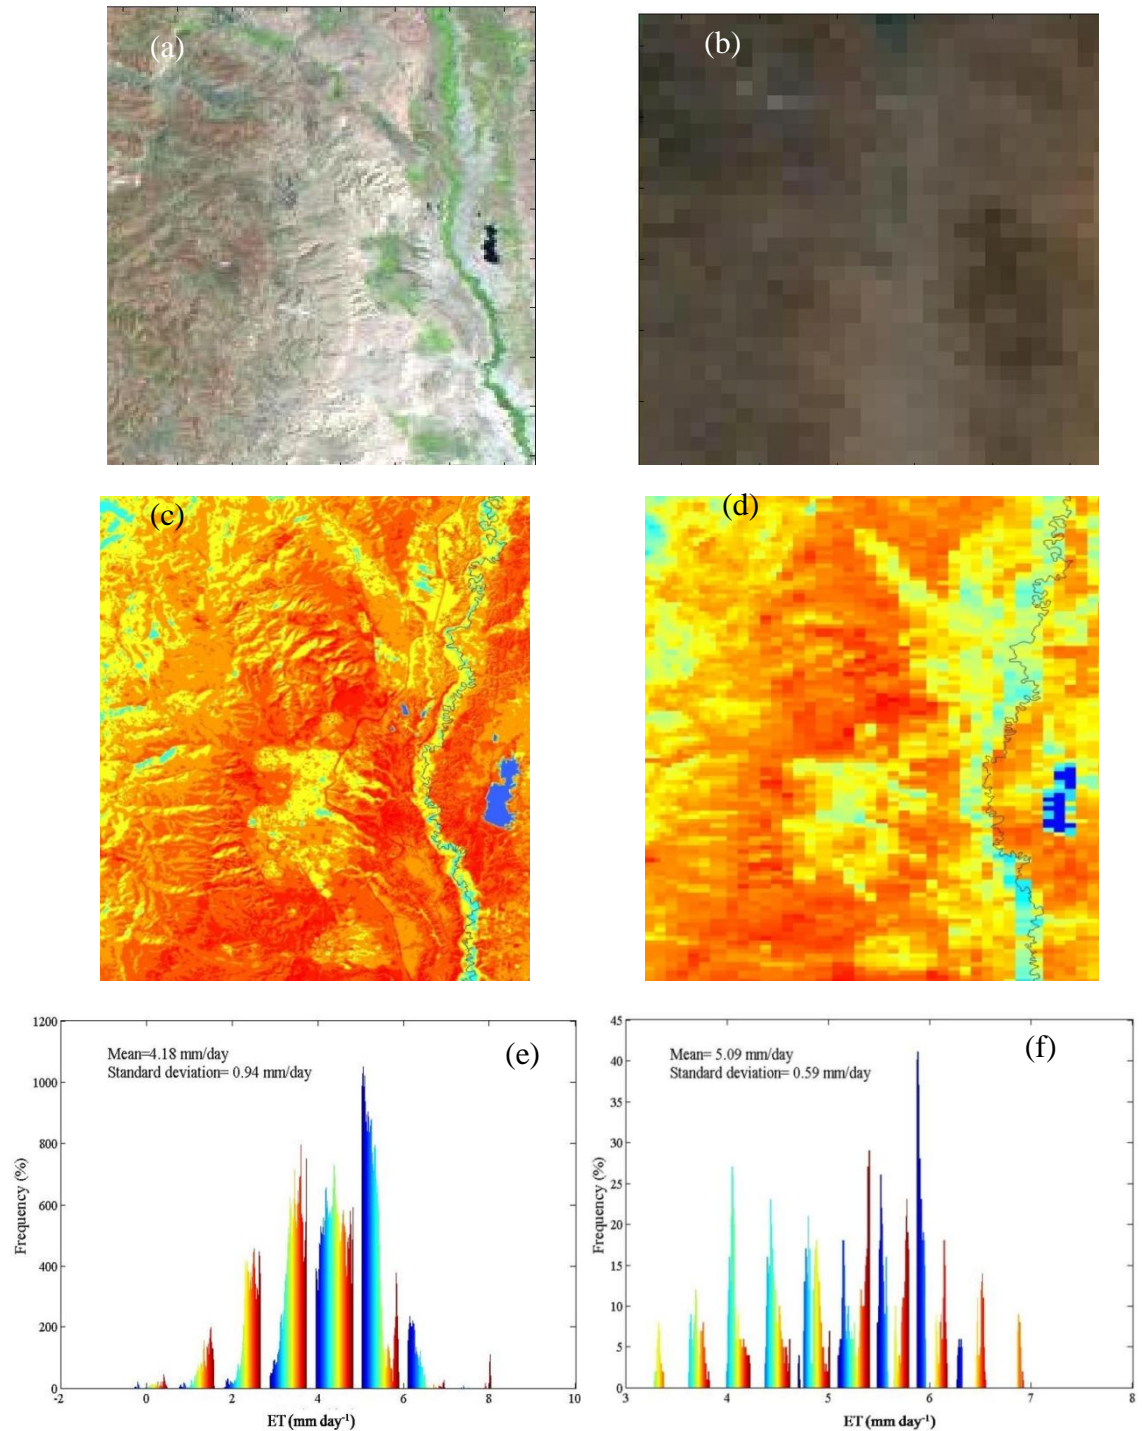 (a)
(b)
(c)
(d)
1200
1000
800
600
400
200
0
Frequency (%)
Mean=4.18 mm/day
Standard deviation= 0.94 mm/day
(e)
-2 0 2 4 6 8 10
ET (mm day⁻¹)
45
40
35
30
25
20
15
10
5
0
Frequency (%)
Mean= 5.09 mm/day
Standard deviation= 0.59 mm/day
(f)
3 4 5 6 7 8
ET (mm day⁻¹)